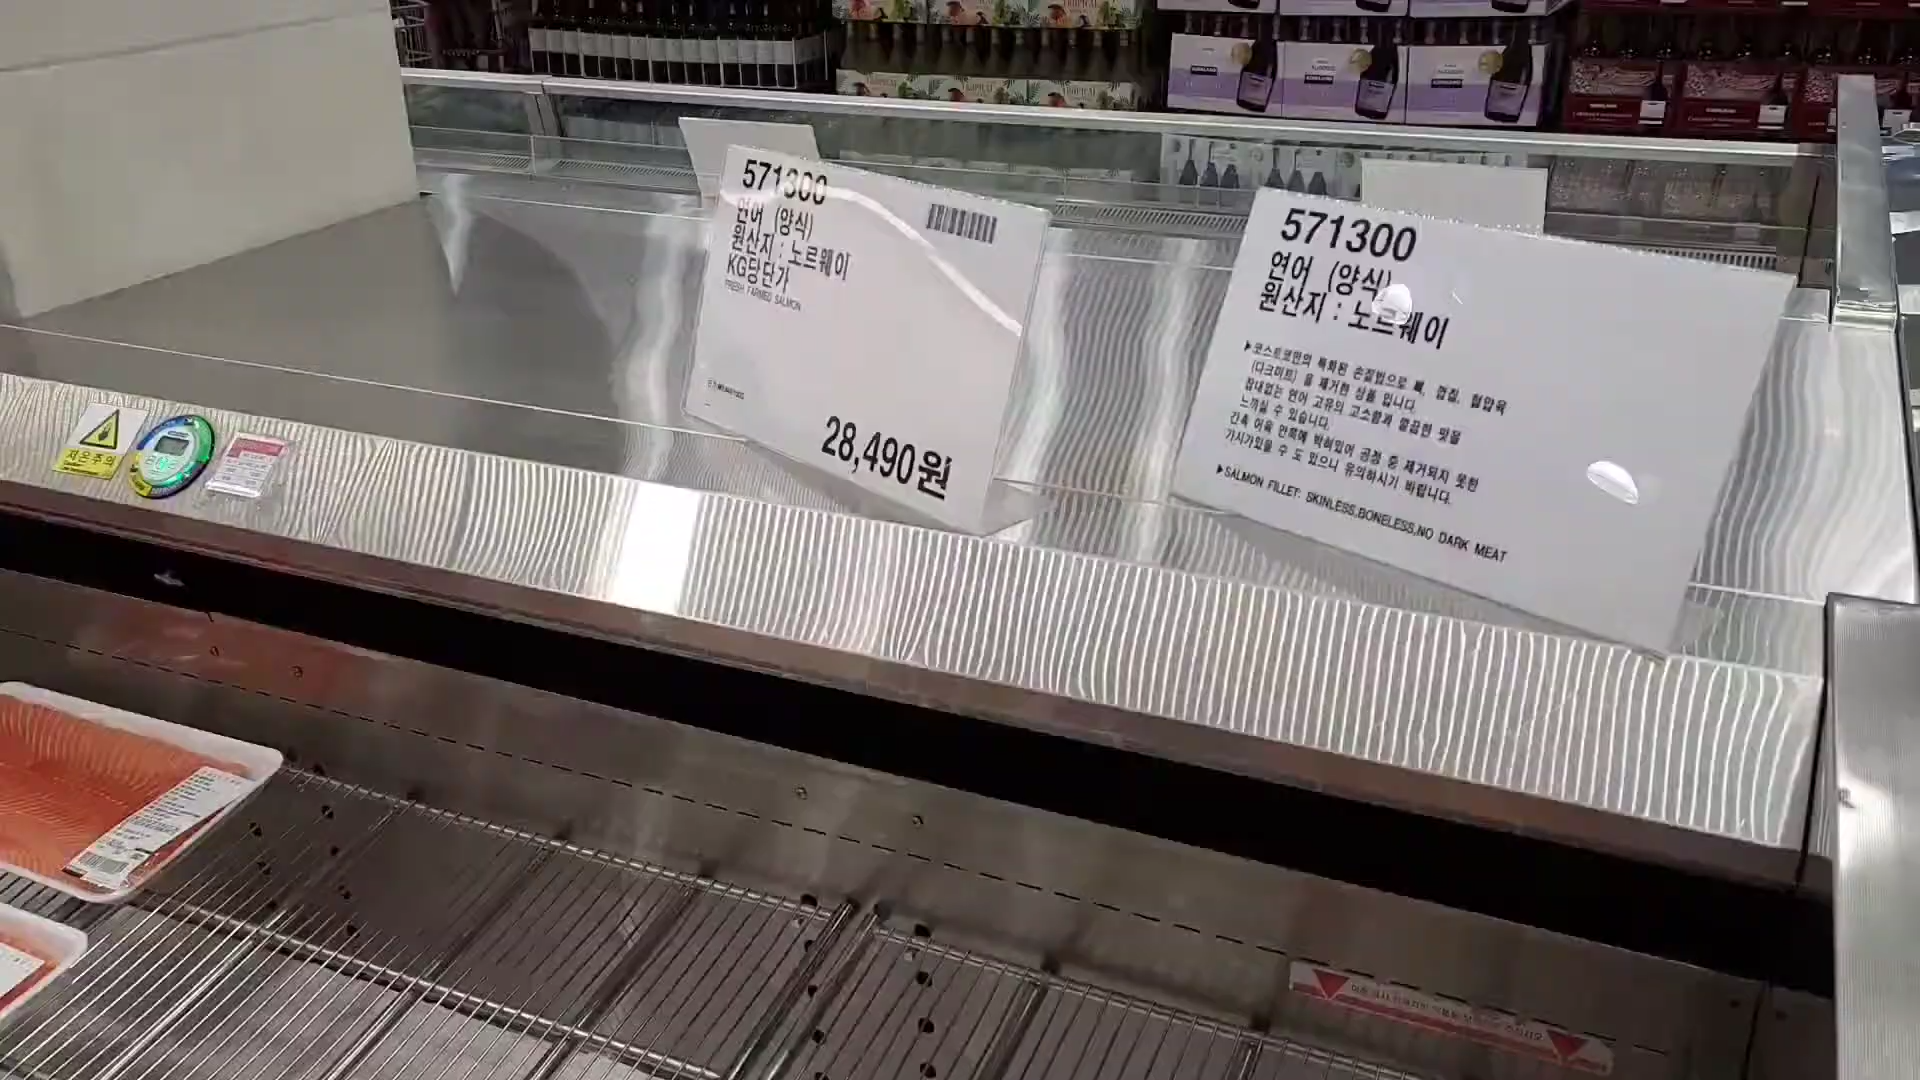 571300
연어 (양식)
원산지 : 노르웨이
KG당단가
FRESH FARMED SALMON
28,490원
571300
연어 (양식)
원산지 : 노르웨이
▶코스트코만의 특화된 손질법으로 뼈, 껍질, 혈압육
(다크미트) 을 제거한 상품 입니다.
잡내없는 연어 고유의 고소함과 깔끔한 맛을
느끼실 수 있습니다.
간혹 어육 안쪽에 박혀있어 공정 중 제거되지 못한
가시가있을 수 도 있으니 유의하시기 바랍니다.
▶SALMON FILLET: SKINLESS,BONELESS,NO DARK MEAT
저온주의
TROPICAL
KIRKLAND